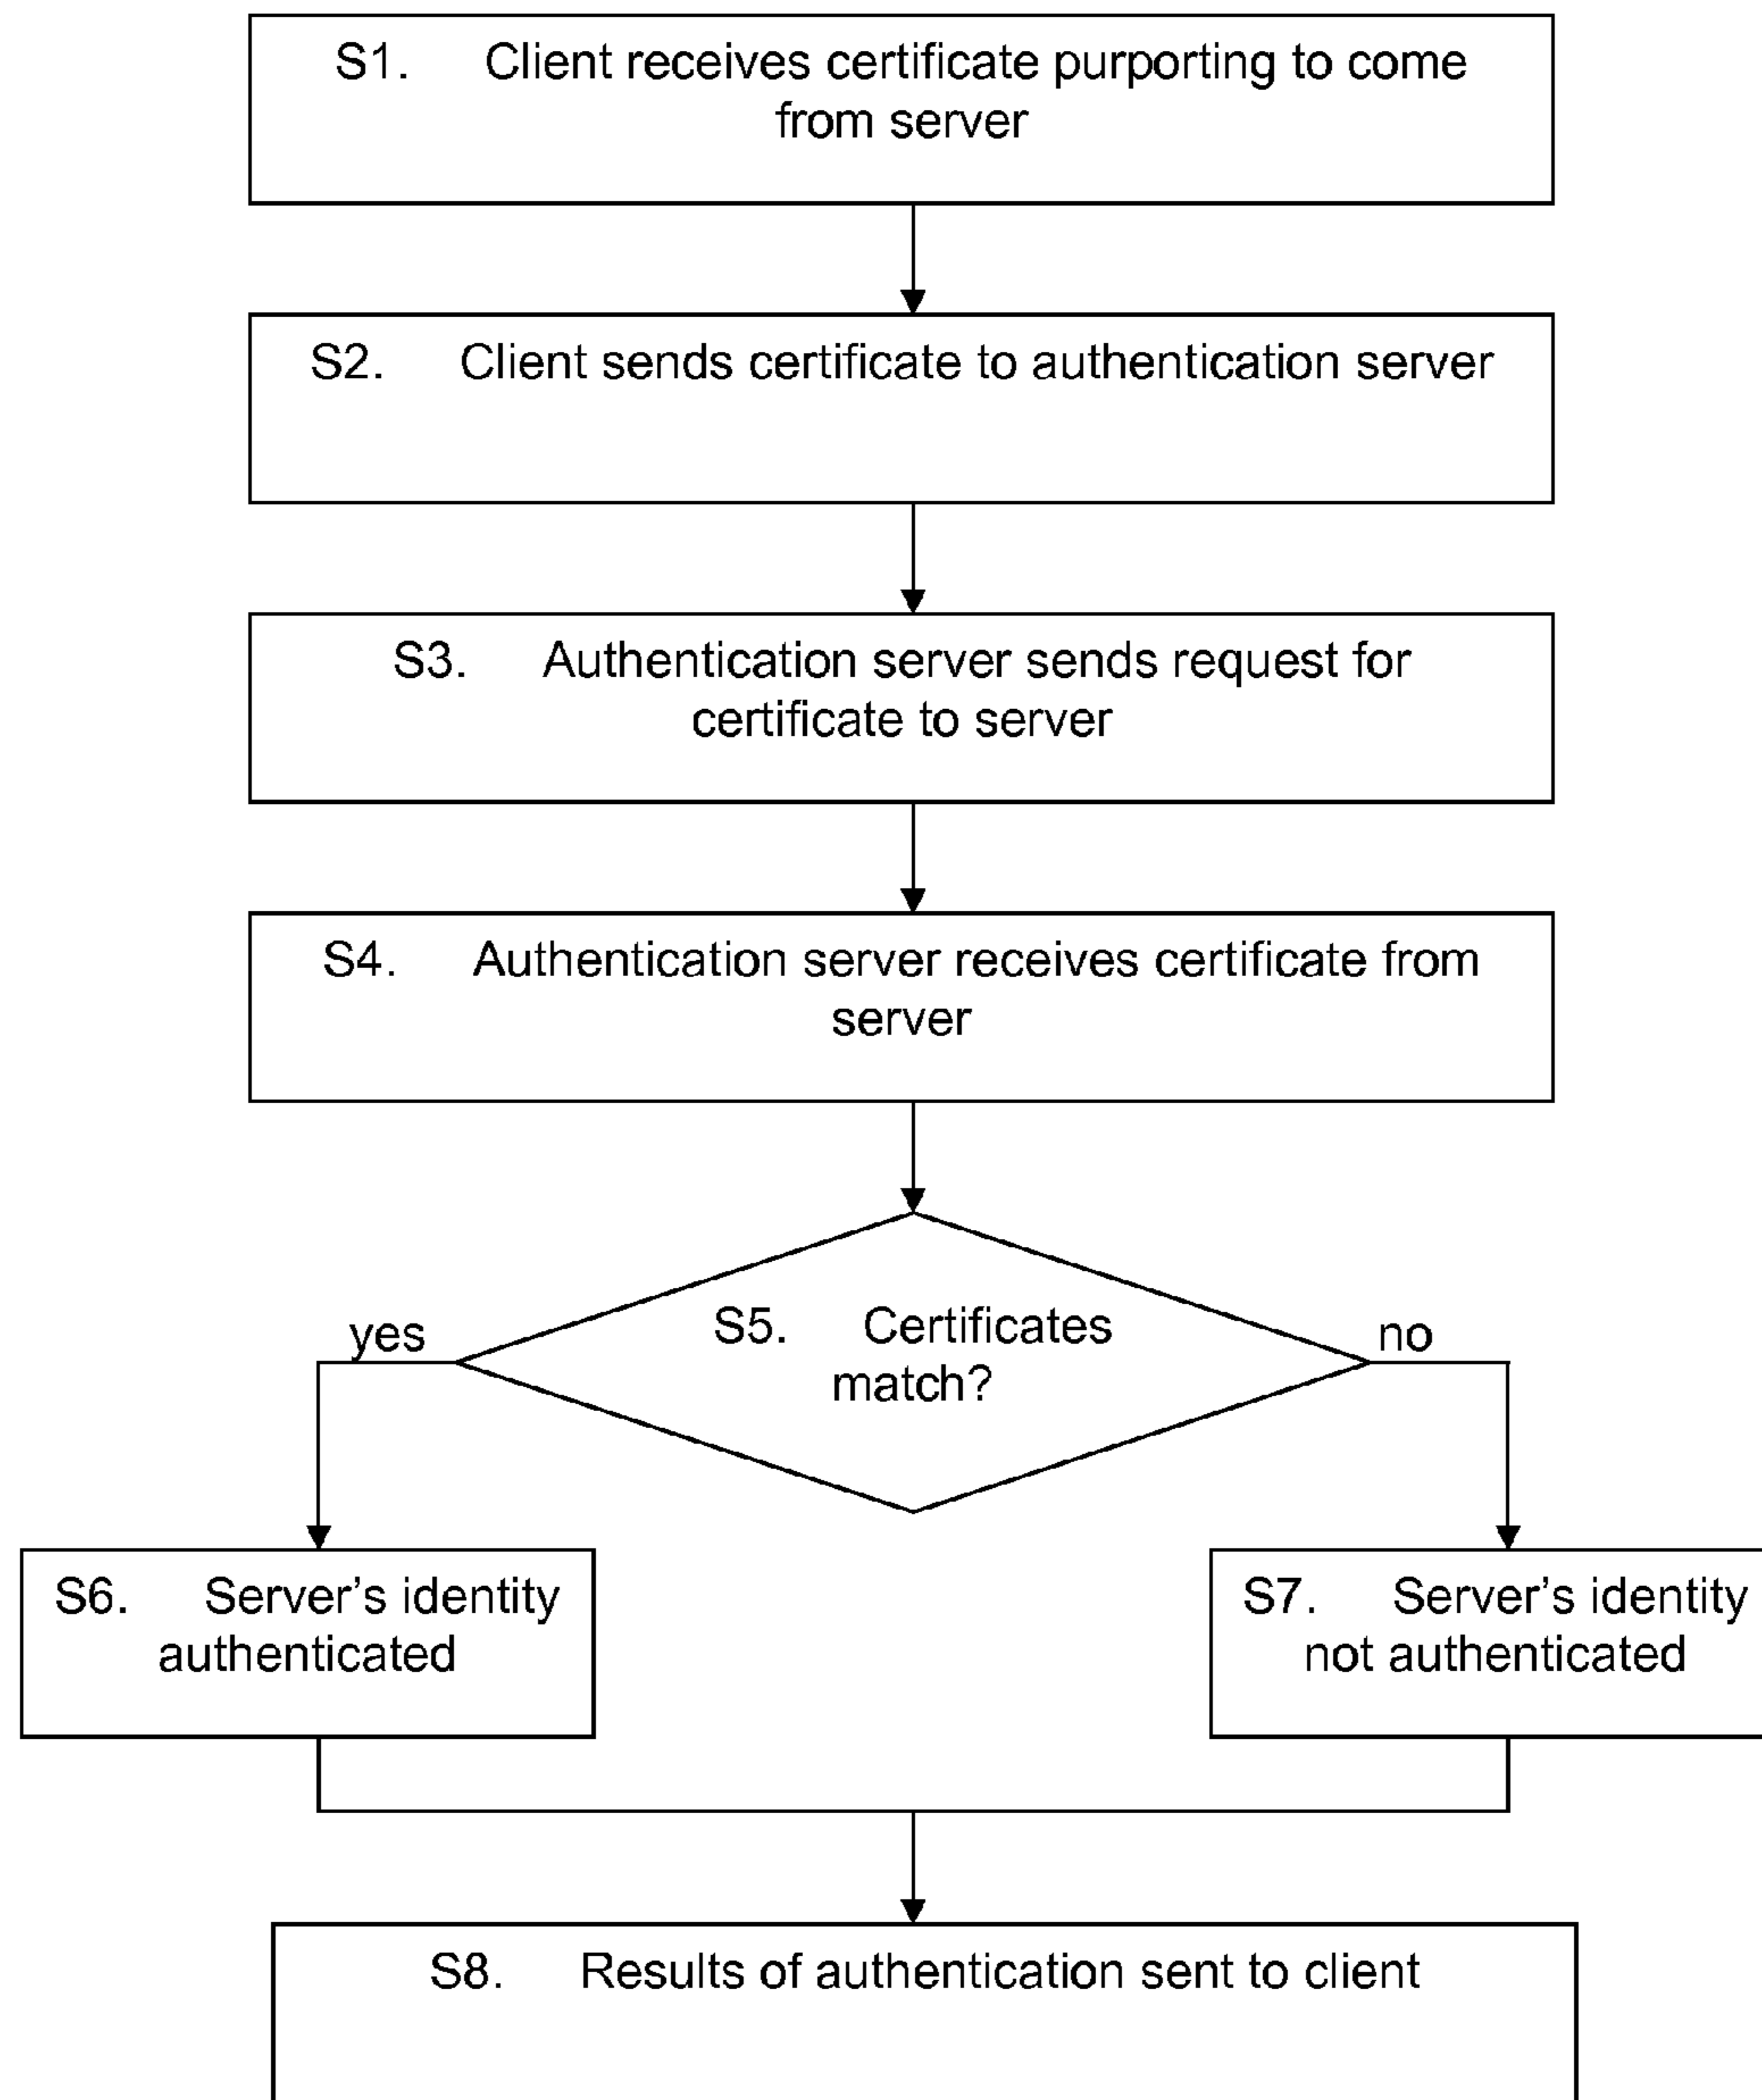 S1. Client receives certificate purporting to come
from server
S2. Client sends certificate to authentication server
S3. Authentication server sends request for
certificate to server
S4. Authentication server receives certificate from
server
S5. Certificates
match?
yes
no
S6. Server’s identity
authenticated
S7. Server’s identity
not authenticated
S8. Results of authentication sent to client